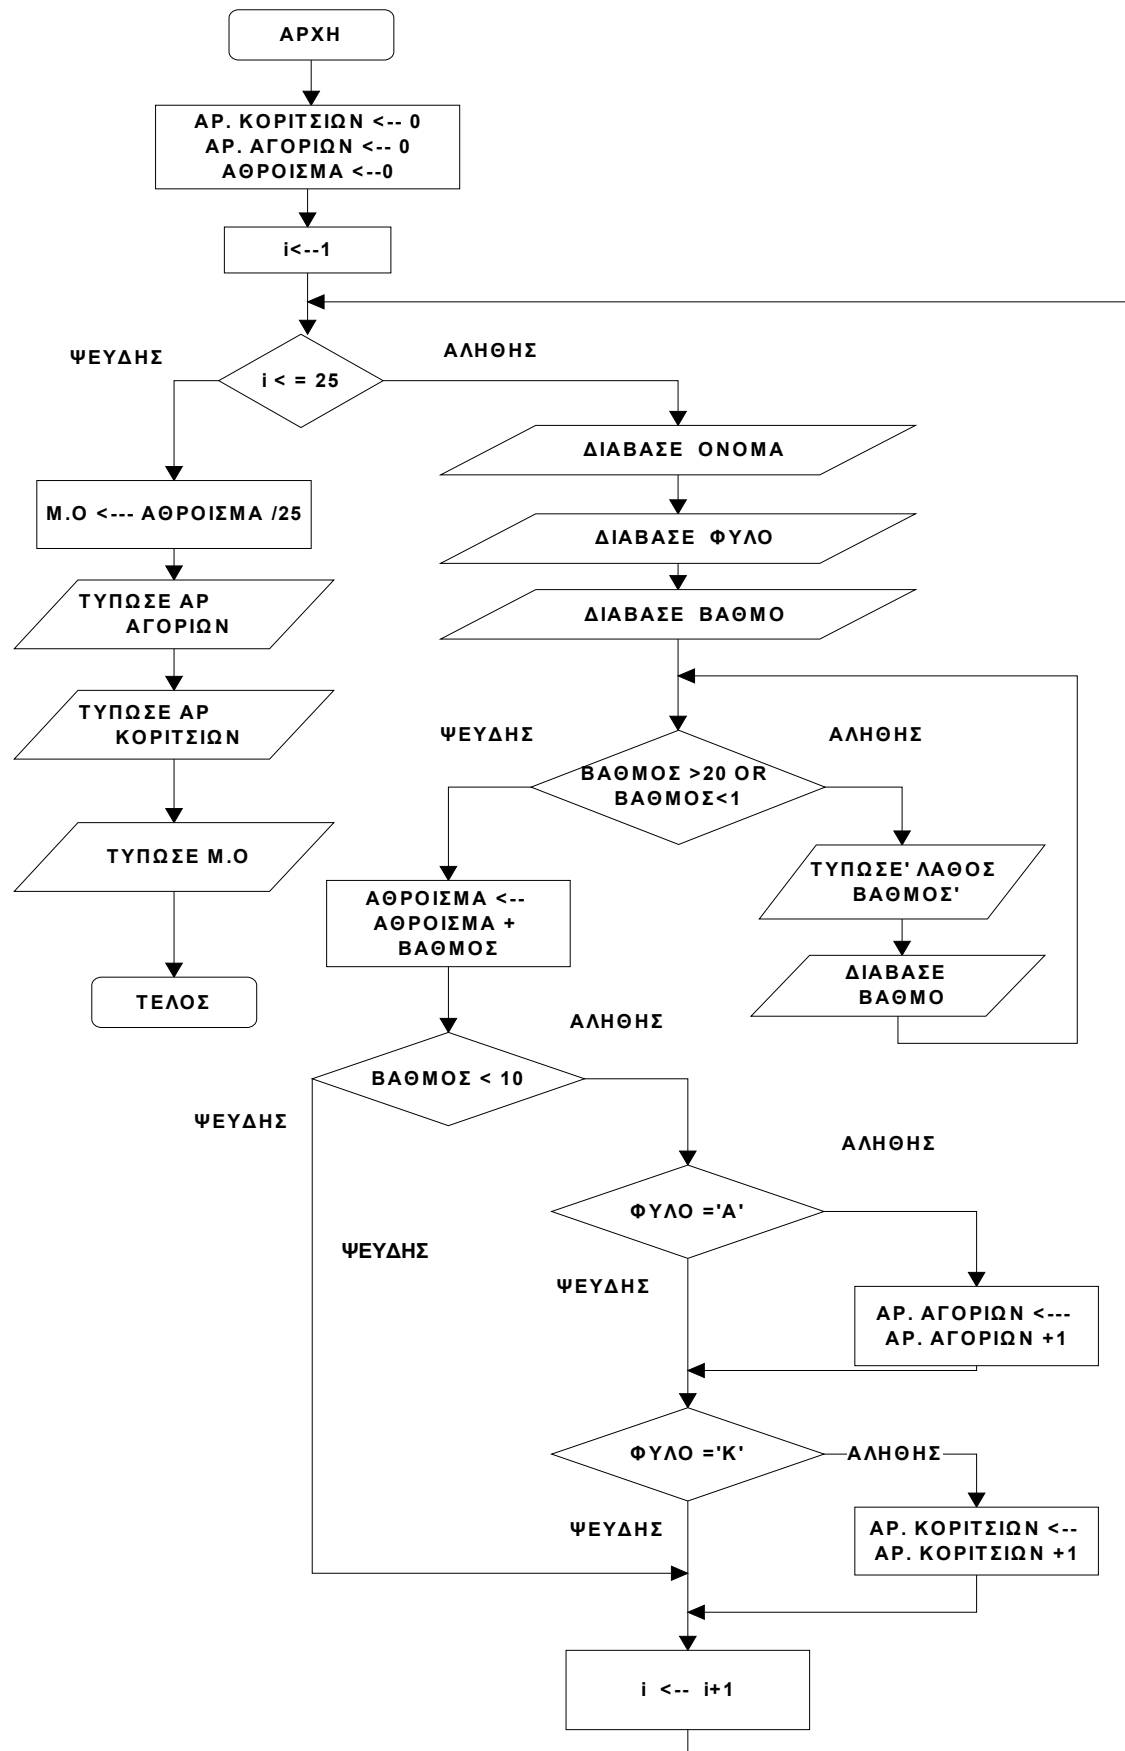 ΑΡΧΗ
ΑΡ. ΚΟΡΙΤΣΙΩΝ <-- 0
ΑΡ. ΑΓΟΡΙΩΝ <-- 0
ΑΘΡΟΙΣΜΑ <--0
i<--1
ΨΕΥΔΗΣ
ΑΛΗΘΗΣ
i < = 25
ΔΙΑΒΑΣΕ ΟΝΟΜΑ
Μ.Ο <--- ΑΘΡΟΙΣΜΑ /25
ΔΙΑΒΑΣΕ ΦΥΛΟ
ΤΥΠΩΣΕ ΑΡ
ΑΓΟΡΙΩΝ
ΔΙΑΒΑΣΕ ΒΑΘΜΟ
ΤΥΠΩΣΕ ΑΡ
ΚΟΡΙΤΣΙΩΝ
ΨΕΥΔΗΣ
ΑΛΗΘΗΣ
ΒΑΘΜΟΣ >20 OR
ΒΑΘΜΟΣ<1
ΤΥΠΩΣΕ Μ.Ο
ΤΥΠΩΣΕ' ΛΑΘΟΣ
ΒΑΘΜΟΣ'
ΑΘΡΟΙΣΜΑ <--
ΑΘΡΟΙΣΜΑ +
ΒΑΘΜΟΣ
ΔΙΑΒΑΣΕ
ΒΑΘΜΟ
ΤΕΛΟΣ
ΑΛΗΘΗΣ
ΒΑΘΜΟΣ < 10
ΨΕΥΔΗΣ
ΑΛΗΘΗΣ
ΦΥΛΟ ='Α'
ΨΕΥΔΗΣ
ΨΕΥΔΗΣ
ΑΡ. ΑΓΟΡΙΩΝ <---
ΑΡ. ΑΓΟΡΙΩΝ +1
ΦΥΛΟ ='Κ'
ΑΛΗΘΗΣ
ΨΕΥΔΗΣ
ΑΡ. ΚΟΡΙΤΣΙΩΝ <--
ΑΡ. ΚΟΡΙΤΣΙΩΝ +1
i <-- i+1